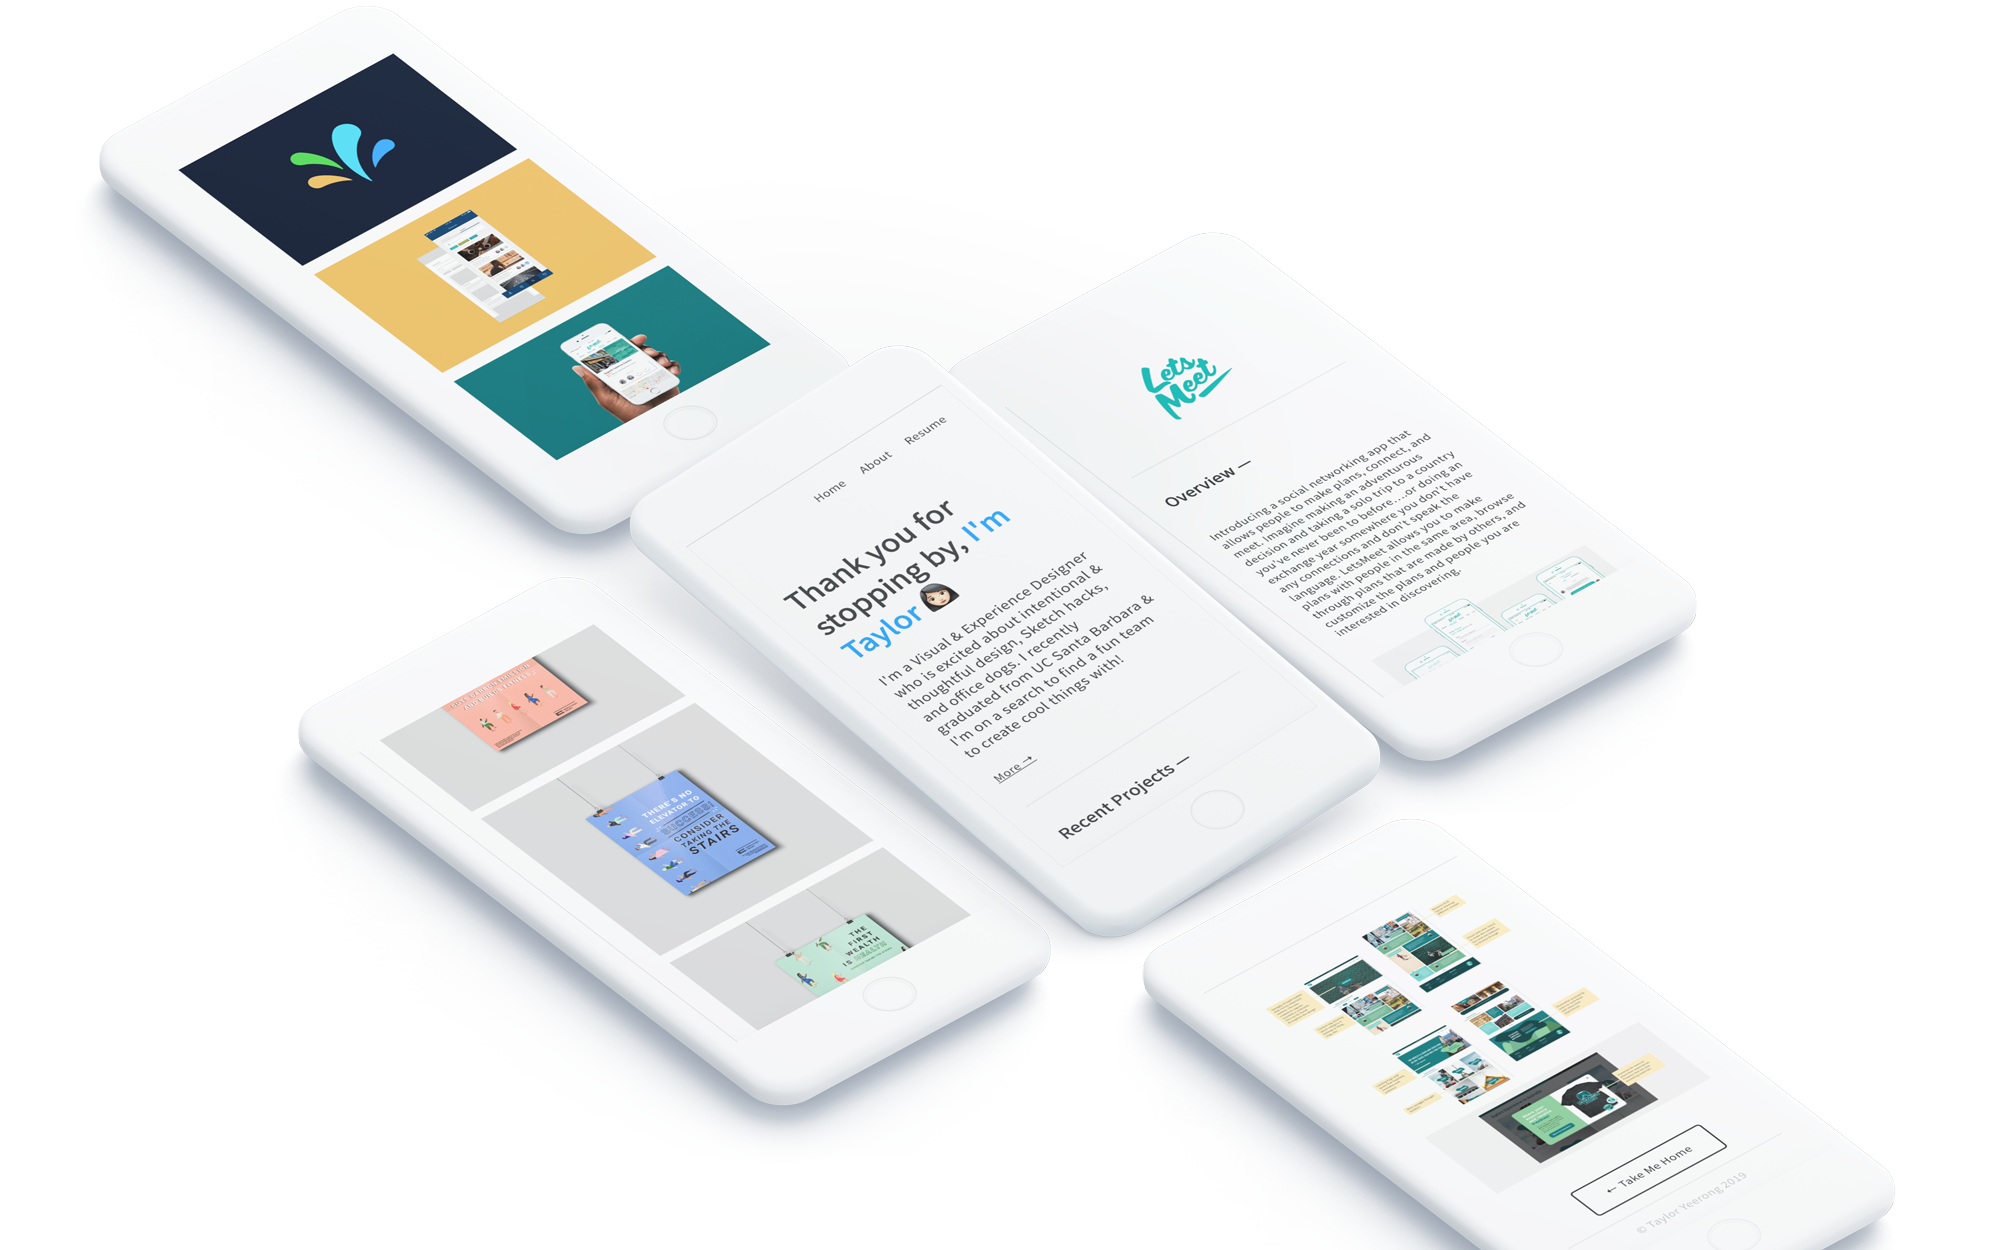 Home About Resume
Thank you for
stopping by, I'm
Taylor
I'm a Visual & Experience Designer
who is excited about intentional &
thoughtful design, Sketch hacks,
and office dogs. I recently
graduated from UC Santa Barbara &
I'm on a search to find a fun team
to create cool things with!
More →
Recent Projects —
Lets
Meet
Overview —
Introducing a social networking app that
allows people to make plans, connect, and
meet. Imagine making an adventurous
decision and taking a solo trip to a country
you've never been to before....or doing an
exchange year somewhere you don't have
any connections and don't speak the
language. LetsMeet allows you to make
plans with people in the same area, browse
through plans that are made by others, and
customize the plans and people you are
interested in discovering.
THERE'S NO
ELEVATOR TO
SUCCESS!
CONSIDER
TAKING THE
STAIRS
THE
FIRST
WEALTH
IS HEALTH
← Take Me Home
© Taylor Yeerong 2019